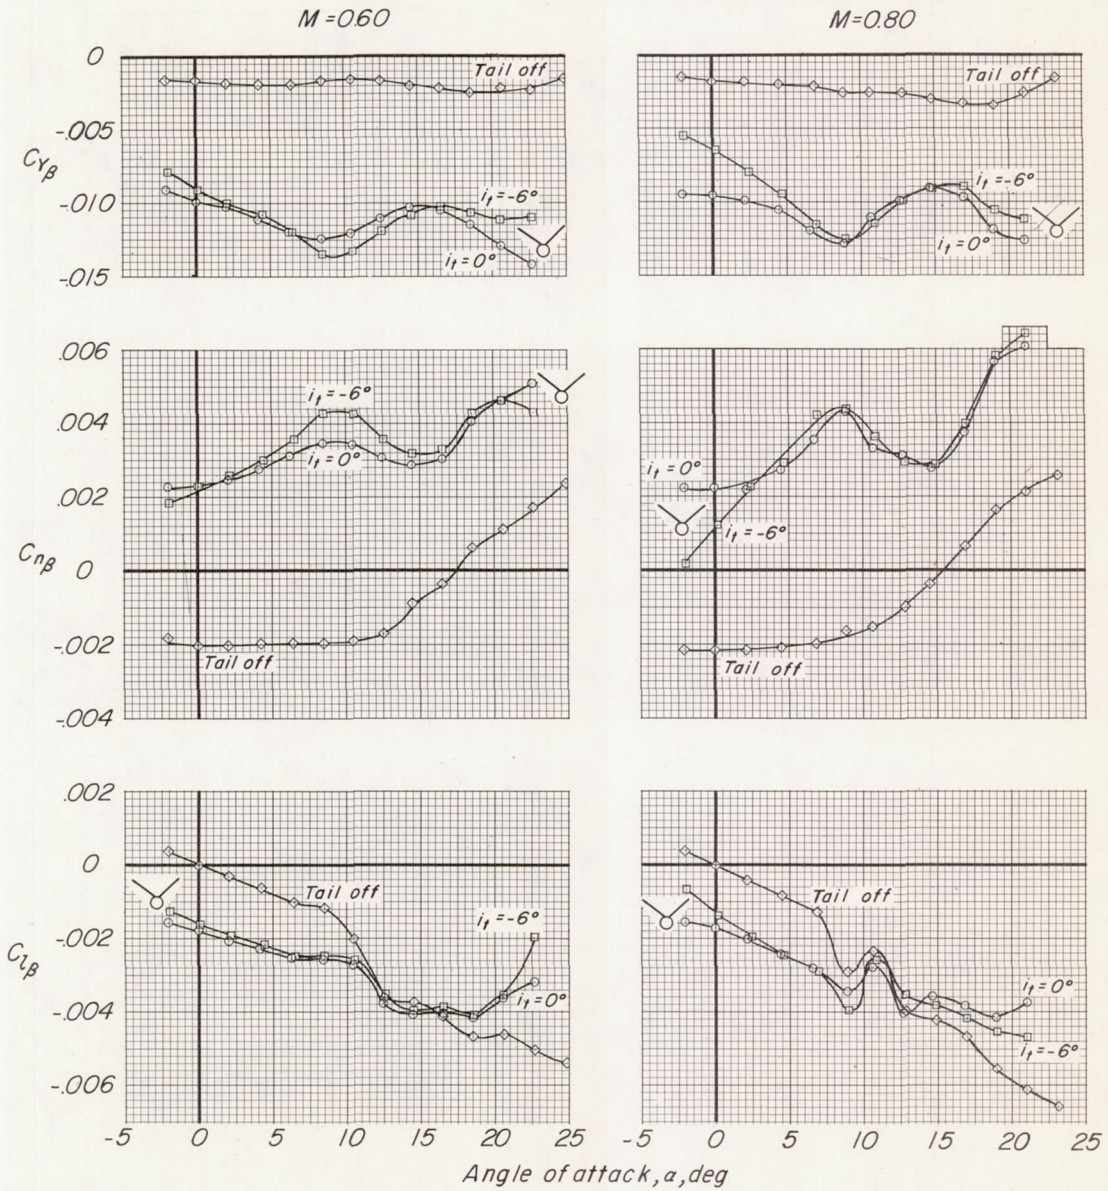 M=0.60 M=0.80
0
Tail off Tail off
-.005
CYβ
-.010
it=-6° it=-6°
it=0° it=0°
-.015
.006
it=-6°
.004
it=0° it=0°
.002
it=-6°
Cnβ 0
-.002
Tail off Tail off
-.004
.002
0
Tail off Tail off
it=-6°
-.002
Clβ
it=0° it=0°
-.004
it=-6°
-.006
-5 0 5 10 15 20 25 -5 0 5 10 15 20 25
Angle of attack, α, deg